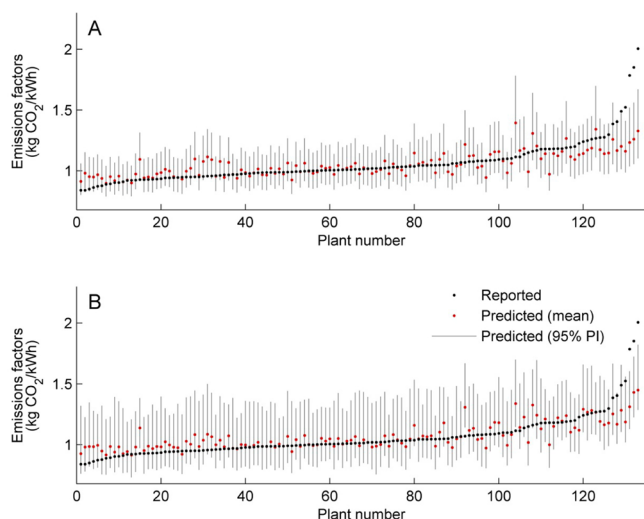 A
Emissions factors
(kg CO₂/kWh)
2
1.5
1
0 20 40 60 80 100 120
Plant number
B
Reported
Predicted (mean)
Predicted (95% PI)
Emissions factors
(kg CO₂/kWh)
2
1.5
1
0 20 40 60 80 100 120
Plant number